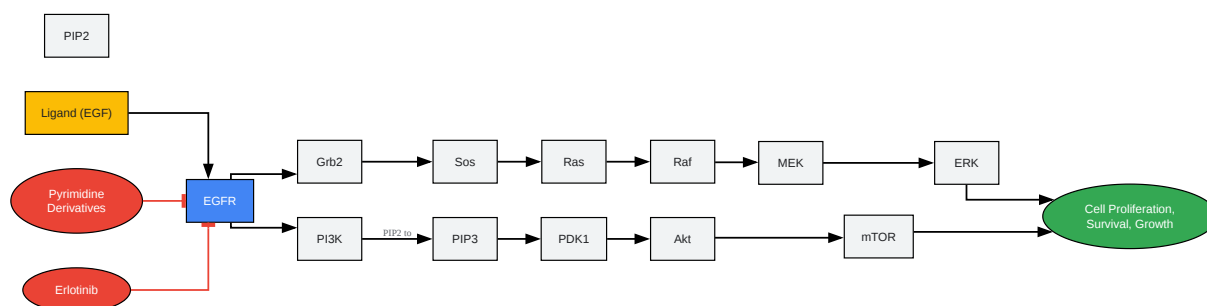 PIP2
Ligand (EGF)
Pyrimidine
Derivatives
Erlotinib
EGFR
Grb2
Sos
Ras
Raf
MEK
ERK
PI3K
PIP2 to
PIP3
PDK1
Akt
mTOR
Cell Proliferation,
Survival, Growth